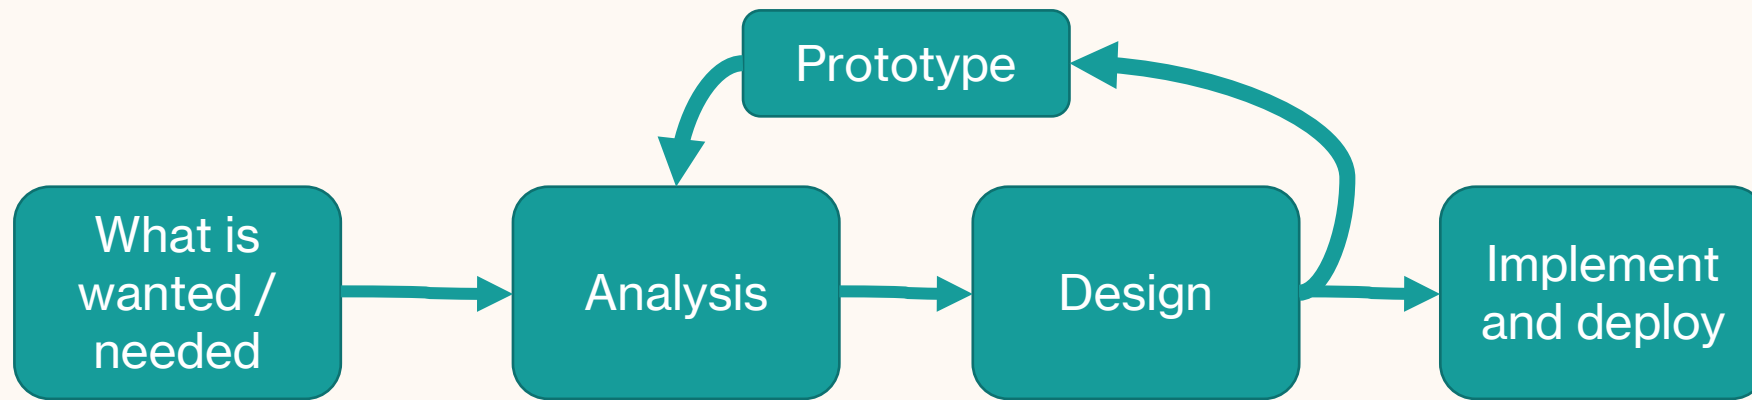 Prototype
What is
wanted /
needed
Analysis
Design
Implement
and deploy